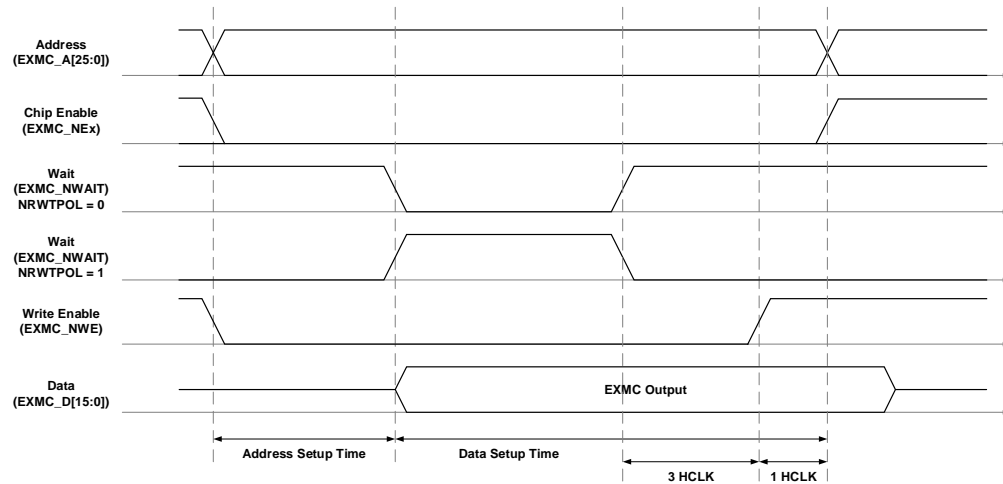 Address
(EXMC_A[25:0])
Chip Enable
(EXMC_NEx)
Wait
(EXMC_NWAIT)
NRWTPOL = 0
Wait
(EXMC_NWAIT)
NRWTPOL = 1
Write Enable
(EXMC_NWE)
Data
(EXMC_D[15:0])
EXMC Output
Address Setup Time
Data Setup Time
3 HCLK
1 HCLK